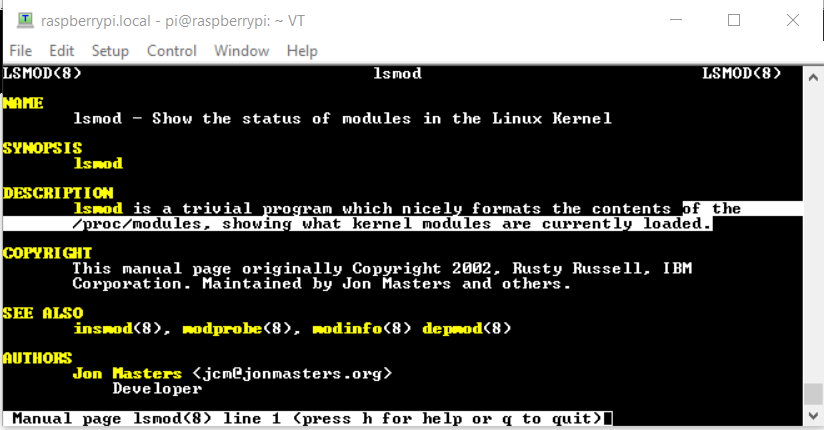 raspberrypi.local - pi@raspberrypi: ~ VT
File Edit Setup Control Window Help
LSMOD(8) lsmod LSMOD(8)
NAME
lsmod - Show the status of modules in the Linux Kernel
SYNOPSIS
lsmod
DESCRIPTION
lsmod is a trivial program which nicely formats the contents of the
/proc/modules, showing what kernel modules are currently loaded.
COPYRIGHT
This manual page originally Copyright 2002, Rusty Russell, IBM
Corporation. Maintained by Jon Masters and others.
SEE ALSO
insmod(8), modprobe(8), modinfo(8) depmod(8)
AUTHORS
Jon Masters <jcm@jonmasters.org>
Developer
Manual page lsmod(8) line 1 (press h for help or q to quit)